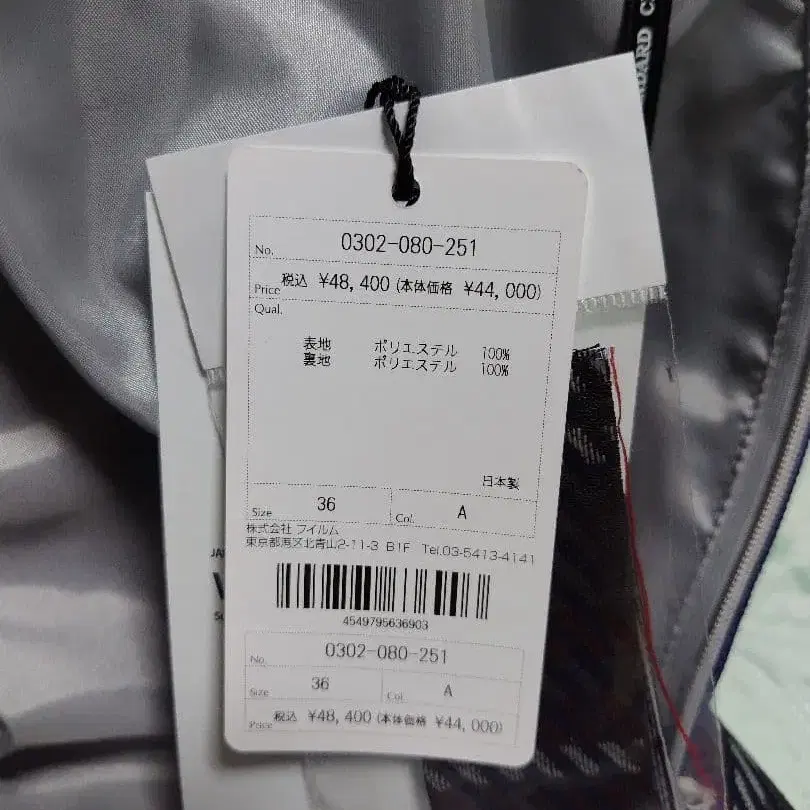 DARD C
No. 0302-080-251
Price 税込 ¥48,400 (本体価格 ¥44,000)
Qual.
表地 ポリエステル 100%
裏地 ポリエステル 100%
日本製
Size 36 Col. A
株式会社 フイルム
東京都港区北青山2-11-3 B1F Tel.03-5413-4141
JA
4549795636903
No. 0302-080-251
Size 36 Col. A
Price 税込 ¥48,400 (本体価格 ¥44,000)